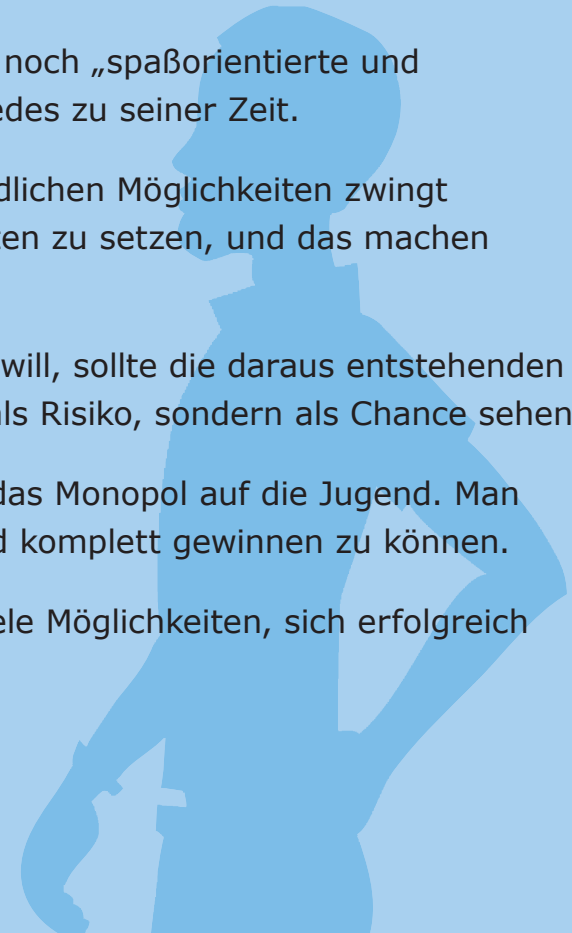 noch „spaßorientierte und
edes zu seiner Zeit.
dlichen Möglichkeiten zwingt
ten zu setzen, und das machen
will, sollte die daraus entstehenden
als Risiko, sondern als Chance sehen
das Monopol auf die Jugend. Man
d komplett gewinnen zu können.
ele Möglichkeiten, sich erfolgreich